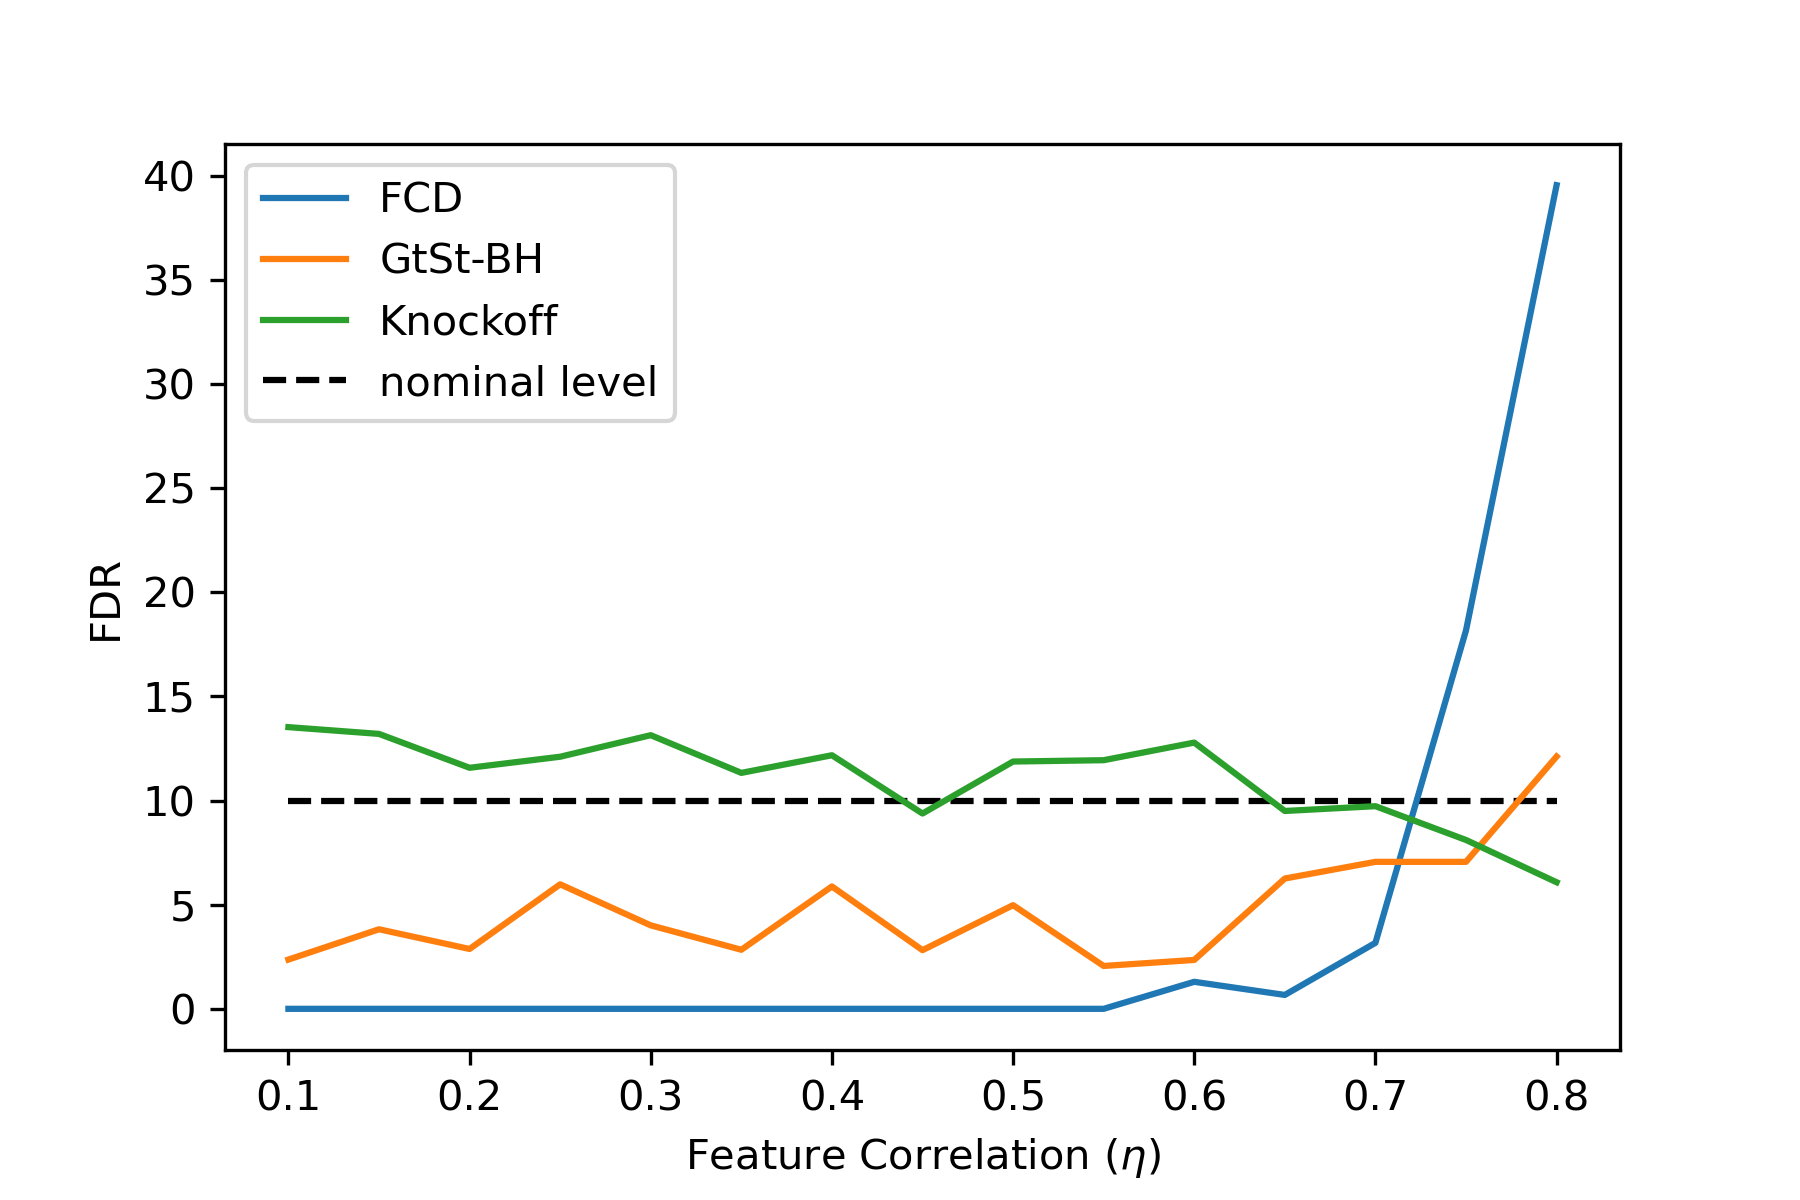 FCD
GtSt-BH
Knockoff
nominal level
40
35
30
25
20
15
10
5
0
FDR
0.1 0.2 0.3 0.4 0.5 0.6 0.7 0.8
Feature Correlation (η)